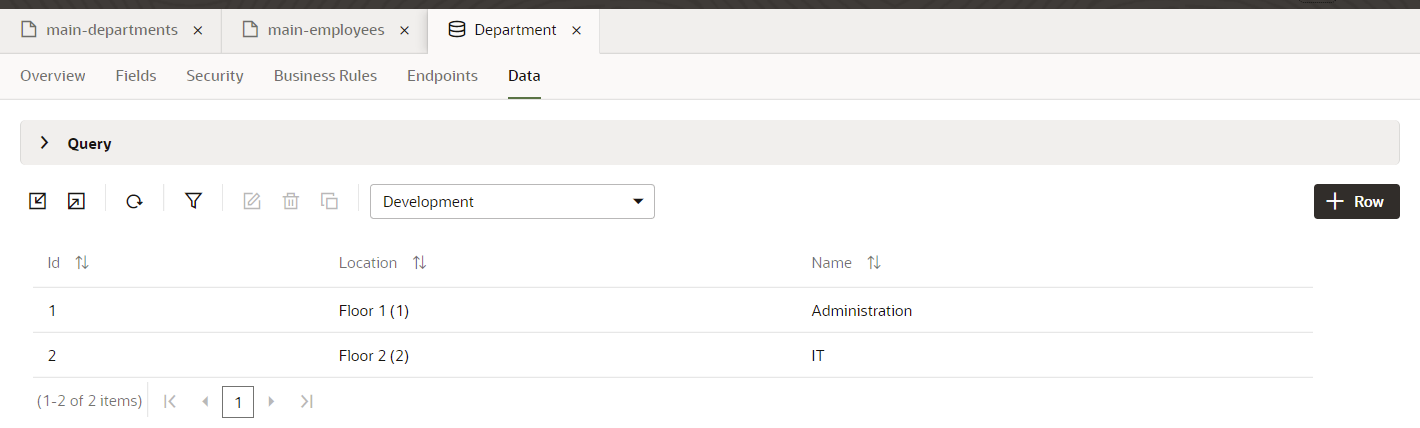 main-departments main-employees Department
Overview Fields Security Business Rules Endpoints Data
Query
Development Row
Id Location Name
1 Floor 1 (1) Administration
2 Floor 2 (2) IT
(1-2 of 2 items) 1